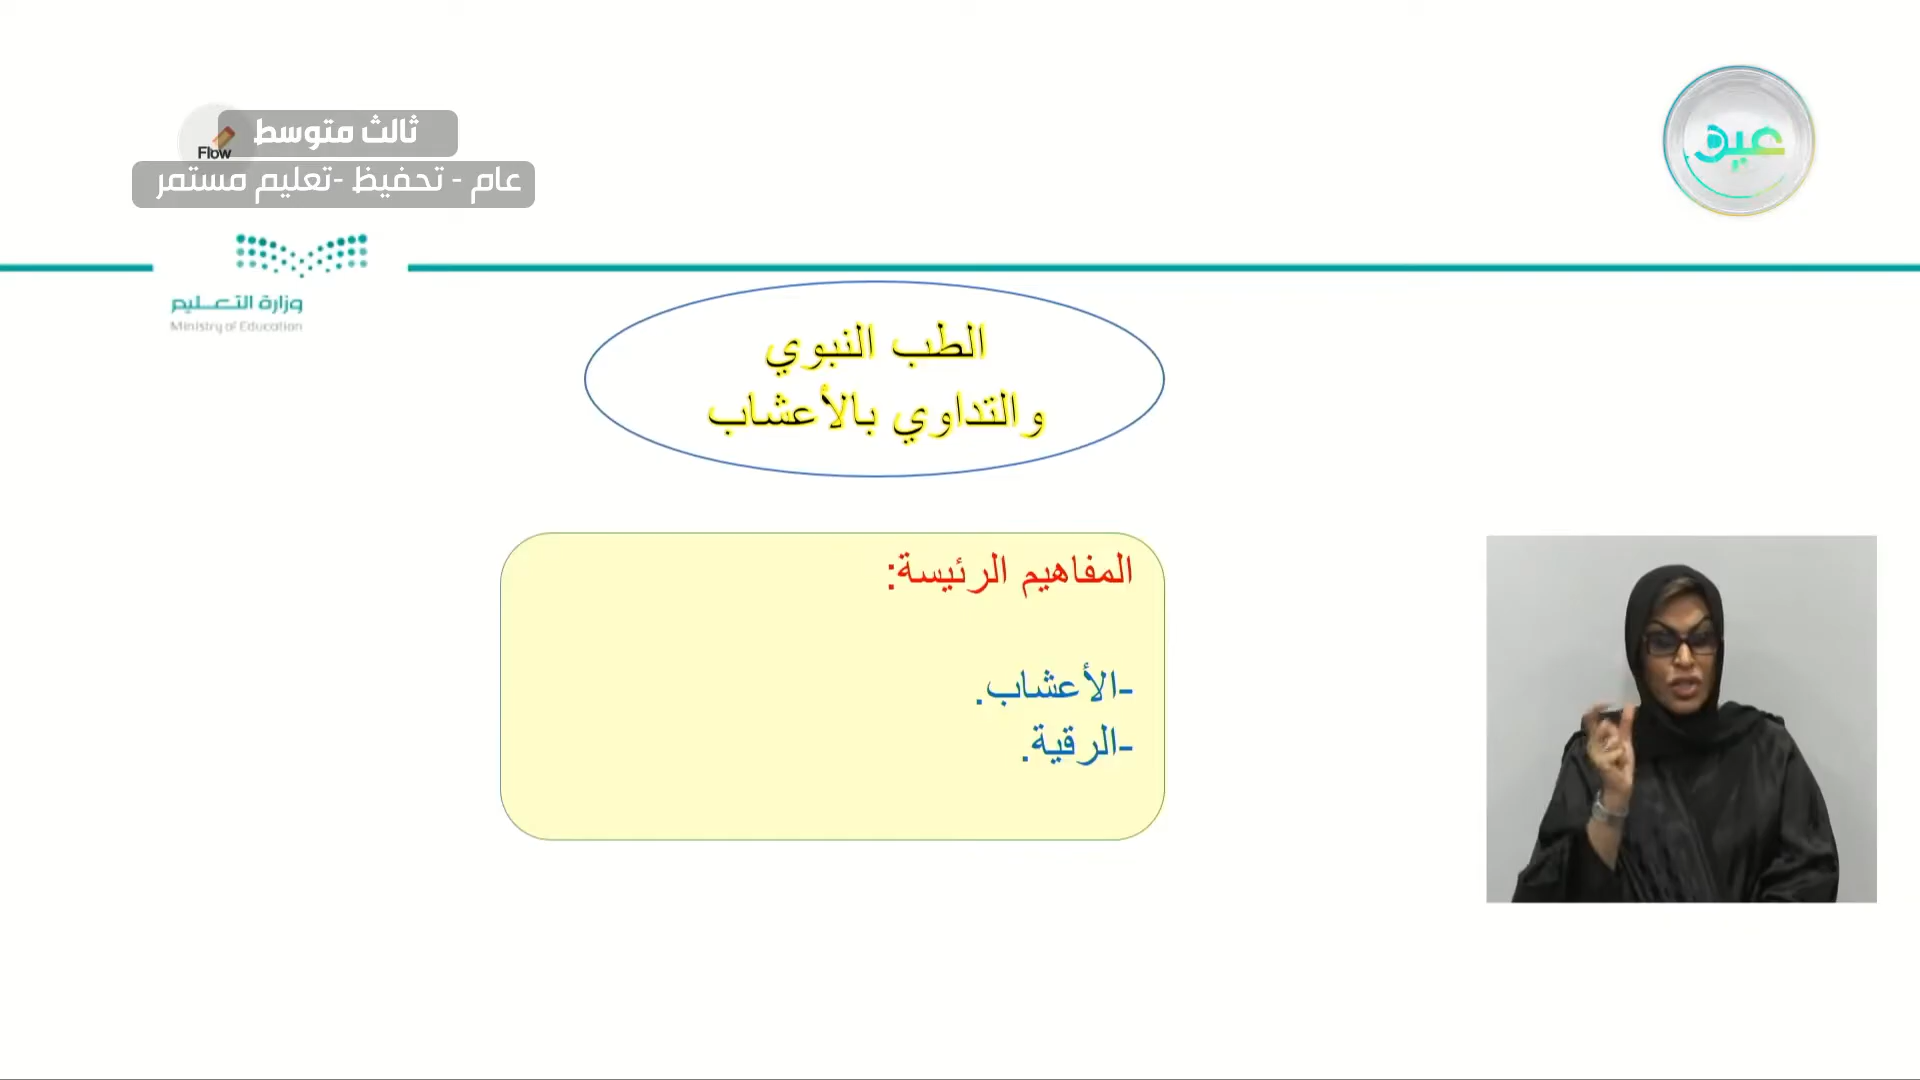 ثالث متوسط
Flow
عام - تحفيظ -تعليم مستمر
عين
وزارة التعليم
Ministry of Education
الطب النبوي
والتداوي بالأعشاب
المفاهيم الرئيسة:
-الأعشاب.
-الرقية.